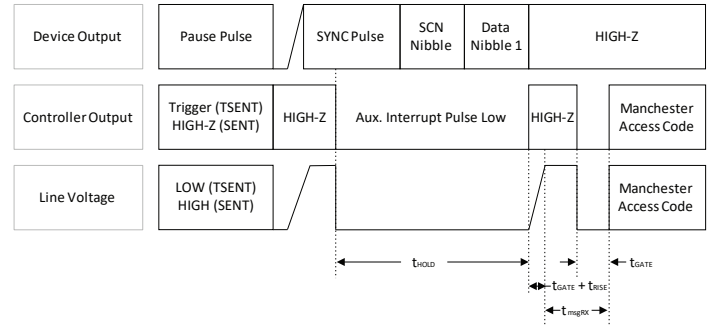 Device Output
Pause Pulse
SYNC Pulse
SCN
Nibble
Data
Nibble 1
HIGH-Z
Controller Output
Trigger (TSENT)
HIGH-Z (SENT)
HIGH-Z
Aux. Interrupt Pulse Low
HIGH-Z
Manchester
Access Code
Line Voltage
LOW (TSENT)
HIGH (SENT)
Manchester
Access Code
tHOLD
tGATE
tGATE + tRISE
tmsgRX